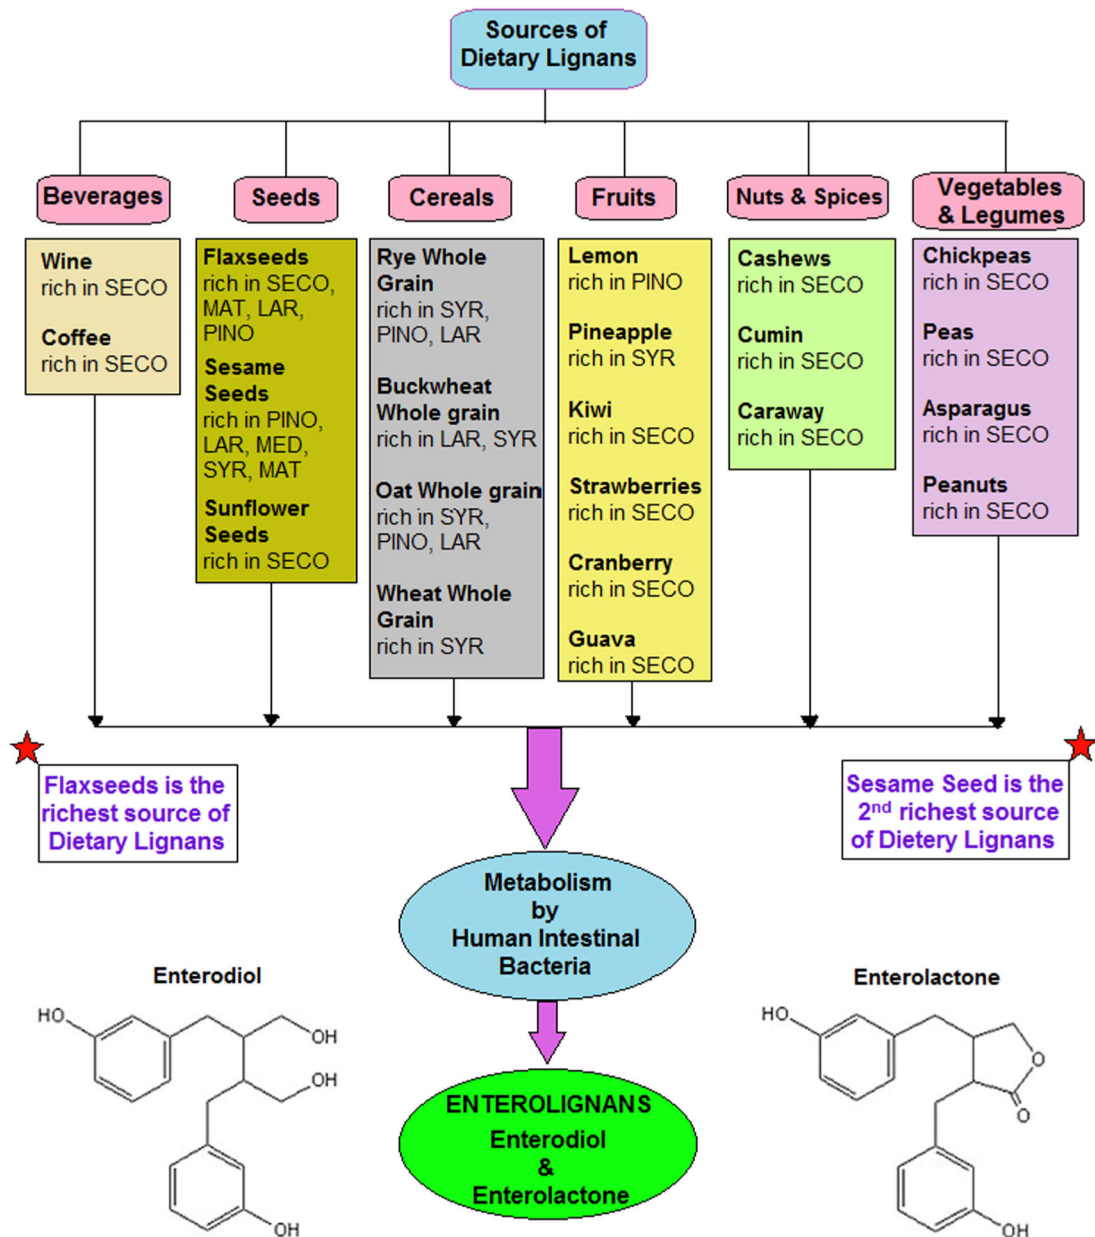 Sources of
Dietary Lignans
Beverages
Seeds
Cereals
Fruits
Nuts & Spices
Vegetables
& Legumes
Wine
rich in SECO
Coffee
rich in SECO
Flaxseeds
rich in SECO,
MAT, LAR,
PINO
Sesame
Seeds
rich in PINO,
LAR, MED,
SYR, MAT
Sunflower
Seeds
rich in SECO
Rye Whole
Grain
rich in SYR,
PINO, LAR
Buckwheat
Whole grain
rich in LAR, SYR
Oat Whole grain
rich in SYR,
PINO, LAR
Wheat Whole
Grain
rich in SYR
Lemon
rich in PINO
Pineapple
rich in SYR
Kiwi
rich in SECO
Strawberries
rich in SECO
Cranberry
rich in SECO
Guava
rich in SECO
Cashews
rich in SECO
Cumin
rich in SECO
Caraway
rich in SECO
Chickpeas
rich in SECO
Peas
rich in SECO
Asparagus
rich in SECO
Peanuts
rich in SECO
Flaxseeds is the
richest source of
Dietary Lignans
Sesame Seed is the
2nd richest source
of Dietery Lignans
Metabolism
by
Human Intestinal
Bacteria
Enterodiol
HO
OH
OH
OH
ENTEROLIGNANS
Enterodiol
&
Enterolactone
Enterolactone
HO
O
O
OH